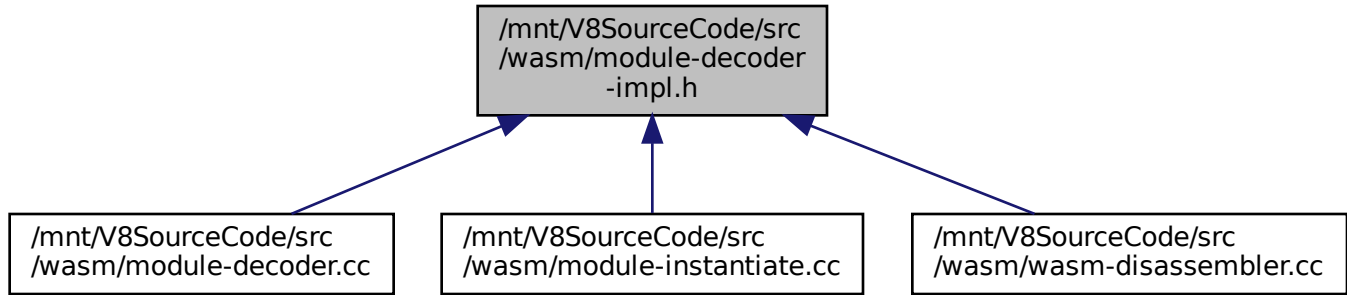 /mnt/V8SourceCode/src
/wasm/module-decoder
-impl.h
/mnt/V8SourceCode/src
/wasm/module-decoder.cc
/mnt/V8SourceCode/src
/wasm/module-instantiate.cc
/mnt/V8SourceCode/src
/wasm/wasm-disassembler.cc